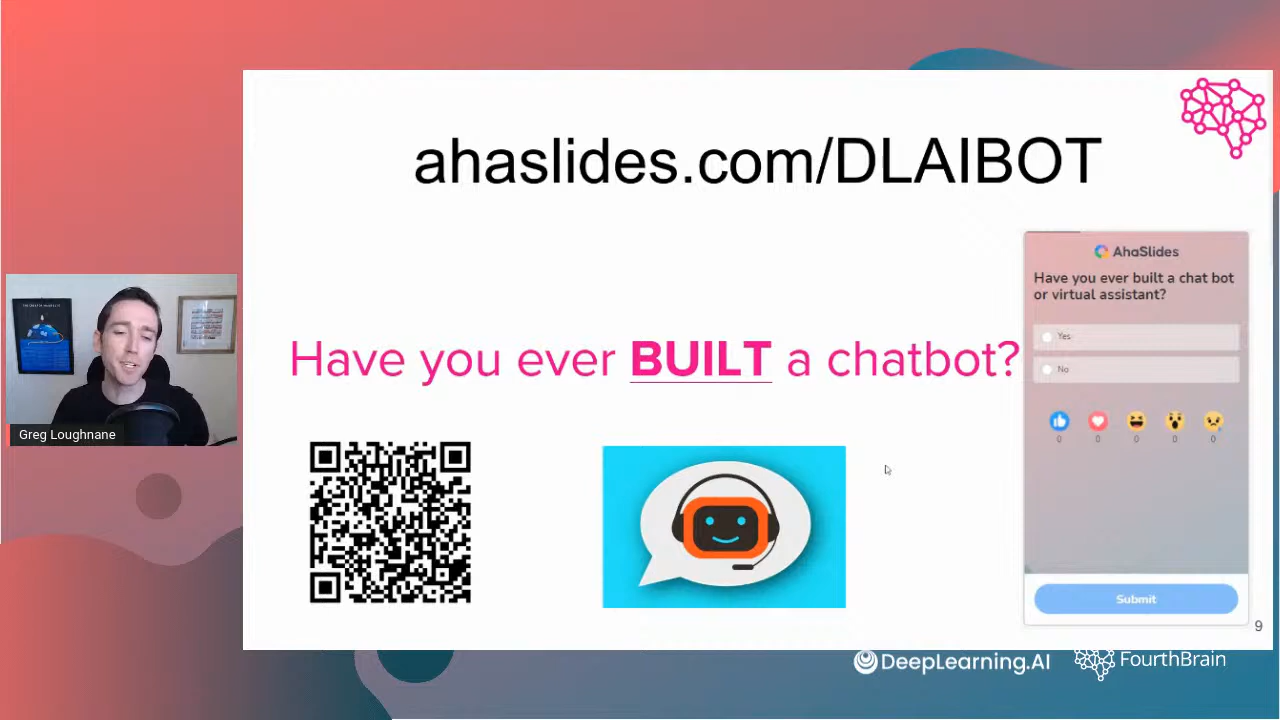 ahaslides.com/DLAIBOT
Have you ever BUILT a chatbot?
AhaSlides
Have you ever built a chat bot
or virtual assistant?
Yes
No
0 0 0 0 0
Submit
9
Greg Loughnane
DeepLearning.AI FourthBrain